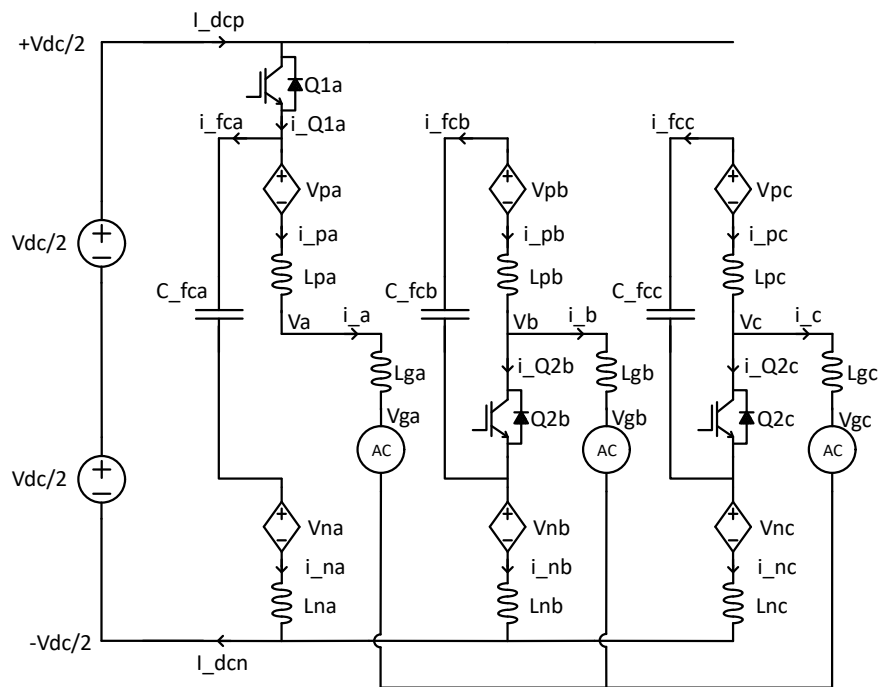 I_dcp
+Vdc/2
Q1a
i_fca
i_Q1a
i_fcb
i_fcc
+
Vpa
−
+
Vpb
−
+
Vpc
−
Vdc/2
+
−
i_pa
i_pb
i_pc
Lpa
Lpb
Lpc
C_fca
C_fcb
C_fcc
Va
i_a
Vb
i_b
Vc
i_c
Lga
i_Q2b
Lgb
i_Q2c
Lgc
Vga
Q2b
Vgb
Q2c
Vgc
AC
AC
AC
Vdc/2
+
−
+
Vna
−
+
Vnb
−
+
Vnc
−
i_na
i_nb
i_nc
Lna
Lnb
Lnc
-Vdc/2
I_dcn